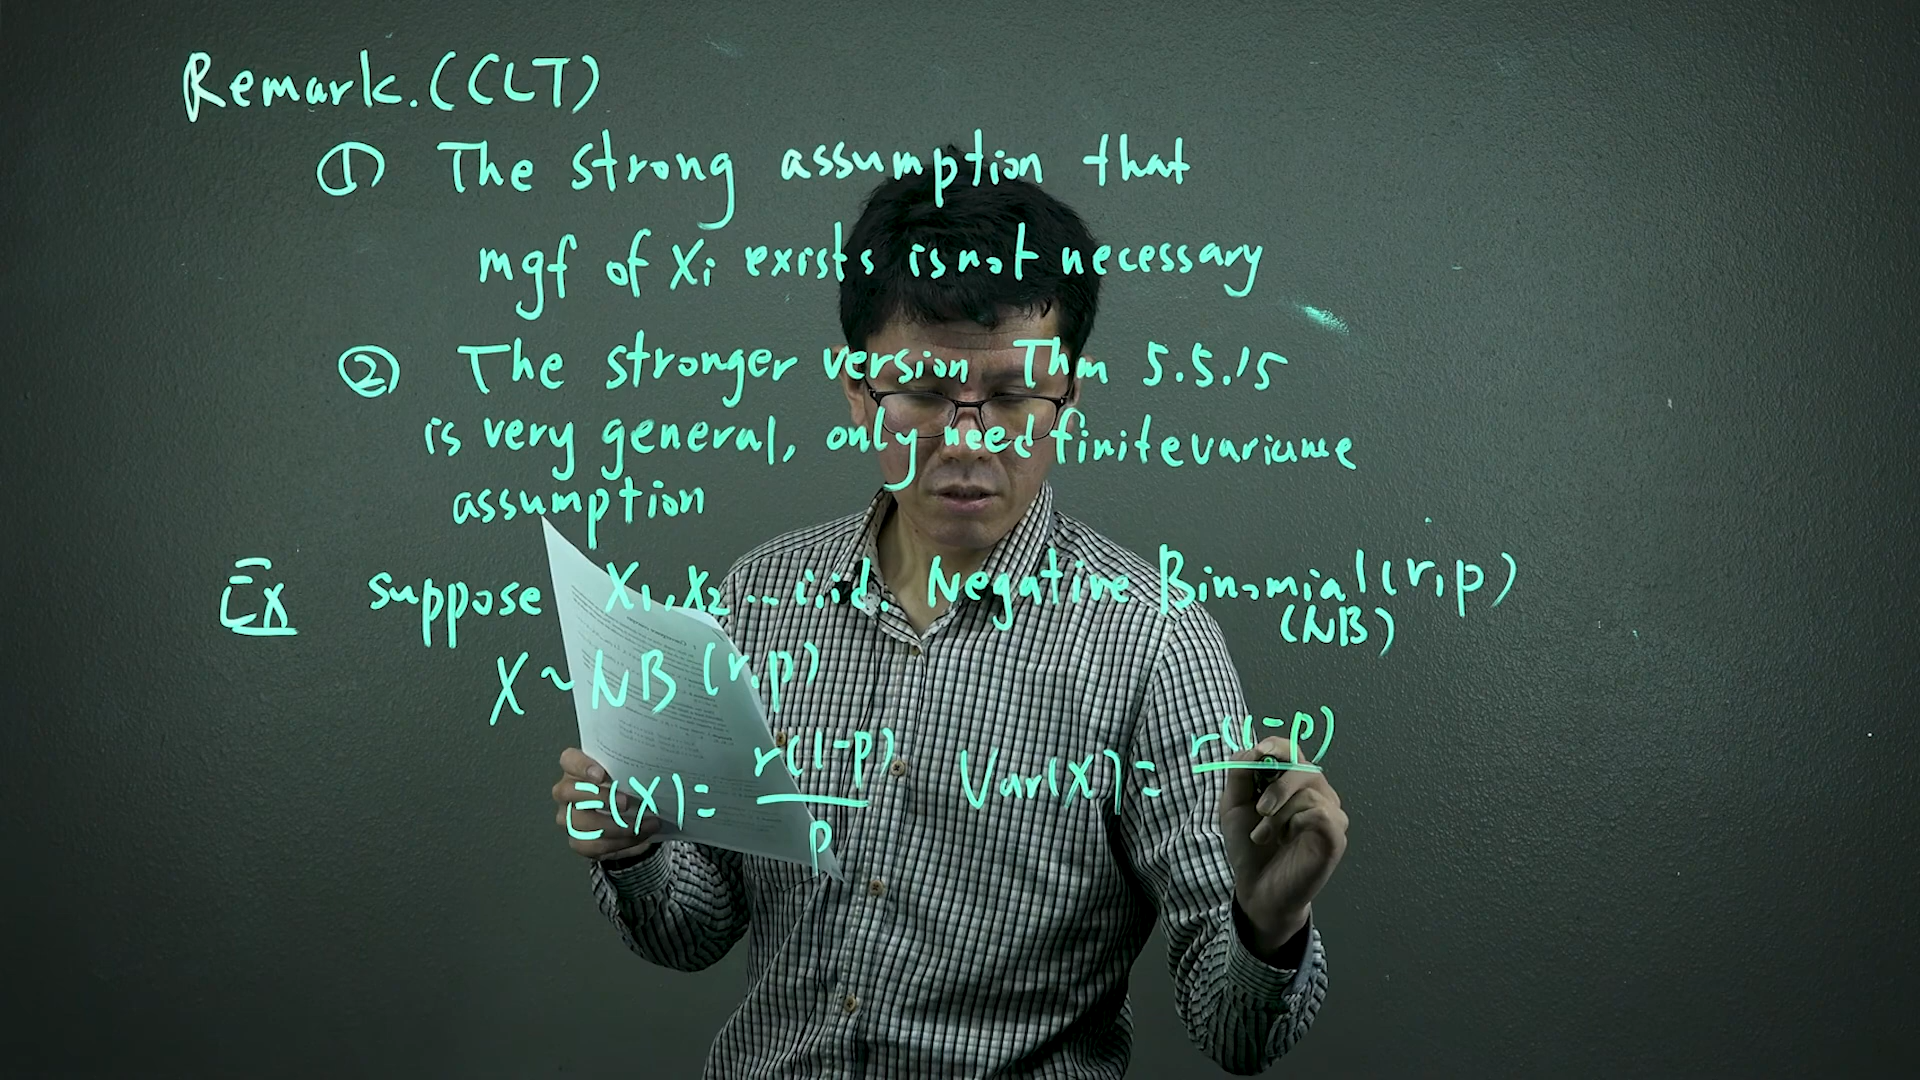 Remark. (CLT)
① The strong assumption that
mgf of Xi exists is not necessary
② The stronger version Thm 5.5.15
is very general, only need finite variance
assumption
Ex suppose X1, X2 ... i.i.d. Negative Binomial (r, p)
(NB)
X ~ NB (r, p)
E(X) = r(1-p) / p Var(X) = r(1-p)